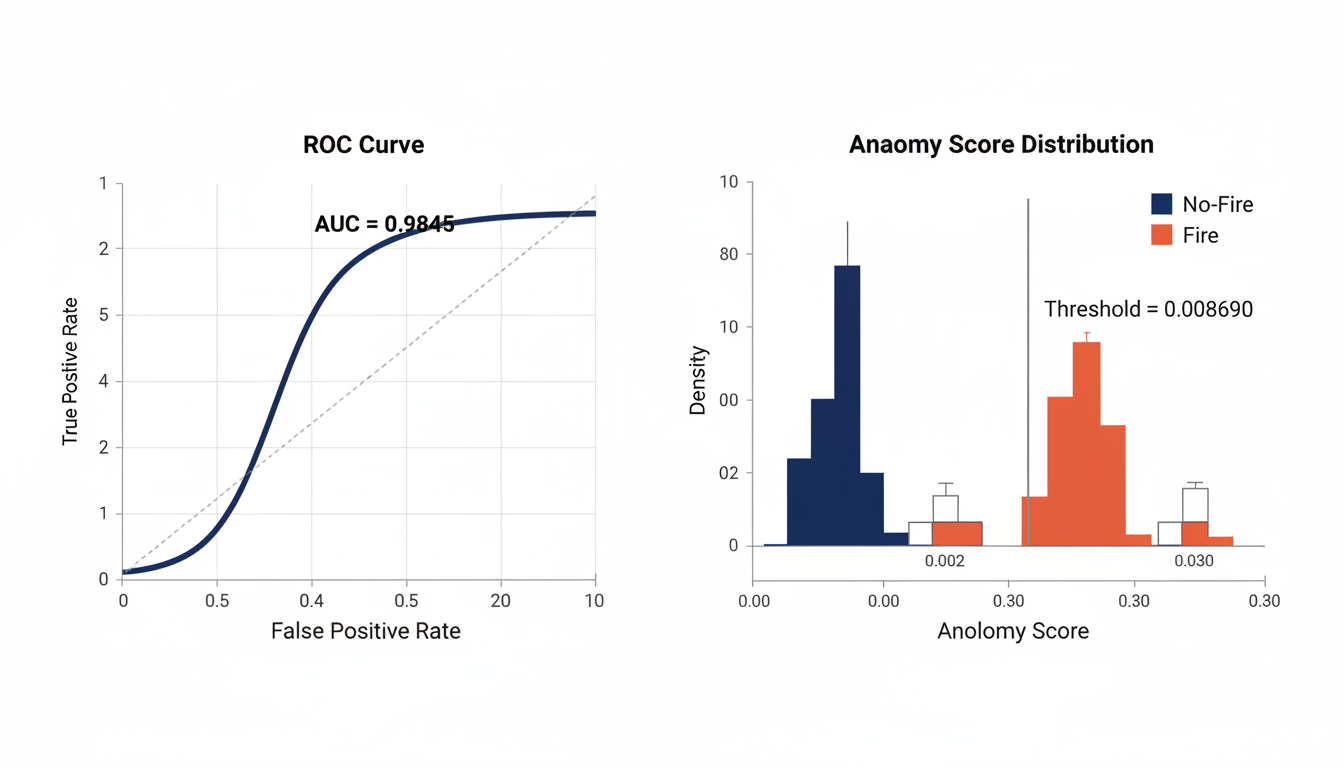 ROC Curve
AUC = 0.9845
True Postive Rate
1
2
5
4
2
1
0
0
0.5
0.4
0.5
20
10
False Positive Rate
Anaomy Score Distribution
No-Fire
Fire
Threshold = 0.008690
Density
10
80
10
00
02
0
0.002
0.030
0.00
0.00
0.30
0.30
0.30
Anolomy Score